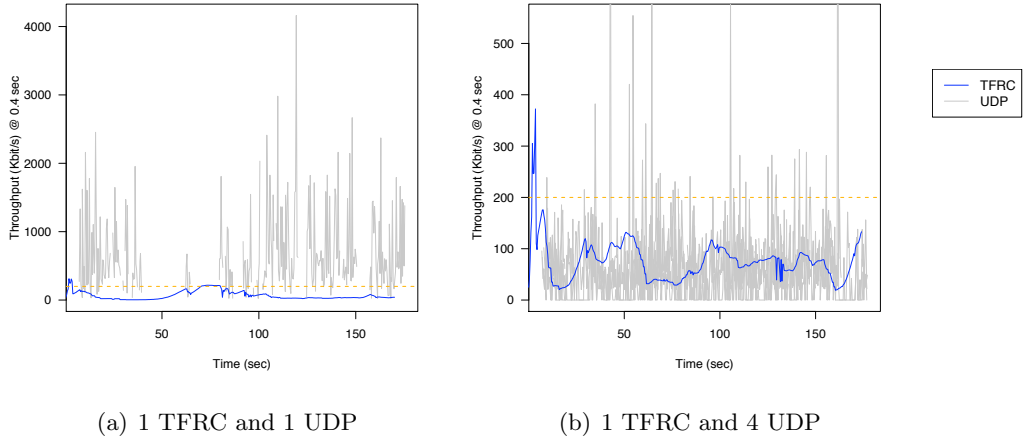 4000
3000
2000
1000
0
Throughput (Kbit/s) @ 0.4 sec
50
100
150
Time (sec)
(a) 1 TFRC and 1 UDP
500
400
300
200
100
0
Throughput (Kbit/s) @ 0.4 sec
50
100
150
Time (sec)
(b) 1 TFRC and 4 UDP
TFRC
UDP